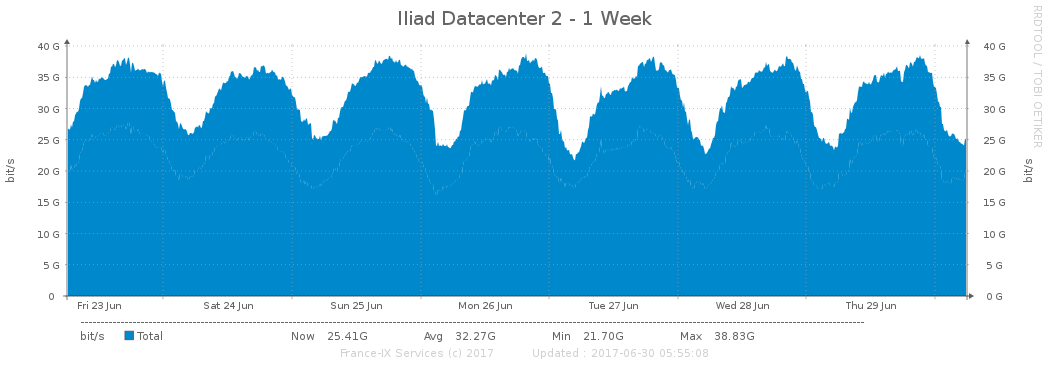 Iliad Datacenter 2 - 1 Week
RRDTOOL / TOBI OETIKER
40 G 40 G
35 G 35 G
30 G 30 G
25 G 25 G
20 G 20 G
15 G 15 G
10 G 10 G
5 G 5 G
0 0 G
bit/s bit/s
Fri 23 Jun Sat 24 Jun Sun 25 Jun Mon 26 Jun Tue 27 Jun Wed 28 Jun Thu 29 Jun
bit/s Total Now 25.41G Avg 32.27G Min 21.70G Max 38.83G
France-IX Services (c) 2017 Updated : 2017-06-30 05:55:08